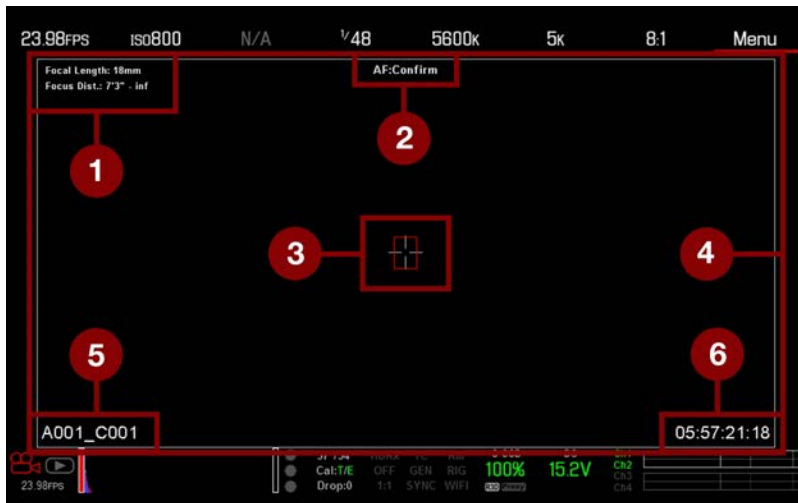 23.98FPS ISO800 N/A 1/48 5600K 5K 8:1 Menu
Focal Length: 18mm
Focus Dist.: 7'3" - inf
AF:Confirm
1
2
3
4
5
6
A001_C001
05:57:21:18
Cal:T/E OFF GEN RIG 100% 15.2V Ch2
Ch3
23.98FPS Drop:0 1:1 SYNC WIFI R3D Proxy Ch4